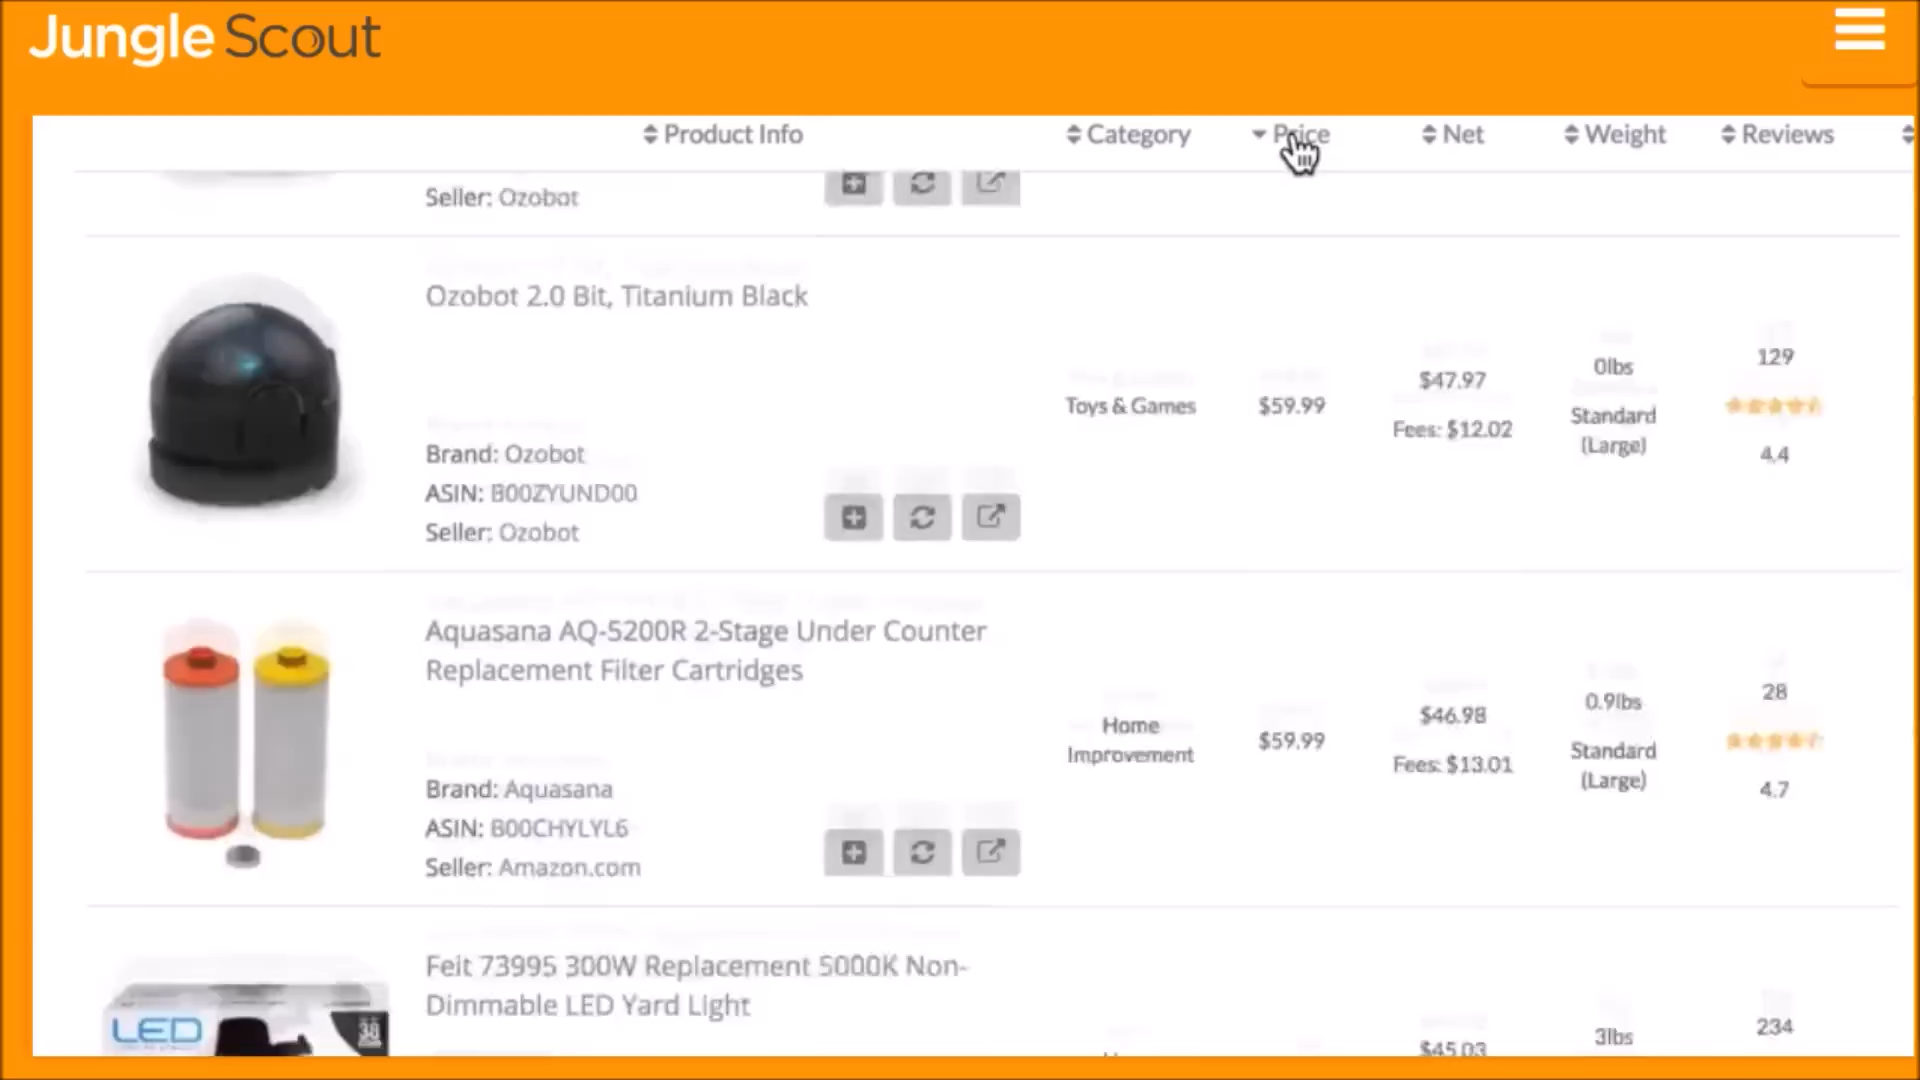 Jungle Scout
Product Info
Category
Price
Net
Weight
Reviews
Seller: Ozobot
Ozobot 2.0 Bit, Titanium Black
Brand: Ozobot
ASIN: B00ZYUND00
Seller: Ozobot
Toys & Games
$59.99
$47.97
Fees: $12.02
0lbs
Standard
(Large)
129
4.4
Aquasana AQ-5200R 2-Stage Under Counter
Replacement Filter Cartridges
Brand: Aquasana
ASIN: B00CHYLYL6
Seller: Amazon.com
Home
Improvement
$59.99
$46.98
Fees: $13.01
0.9lbs
Standard
(Large)
28
4.7
Feit 73995 300W Replacement 5000K Non-
Dimmable LED Yard Light
LED
38
$45.03
3lbs
234